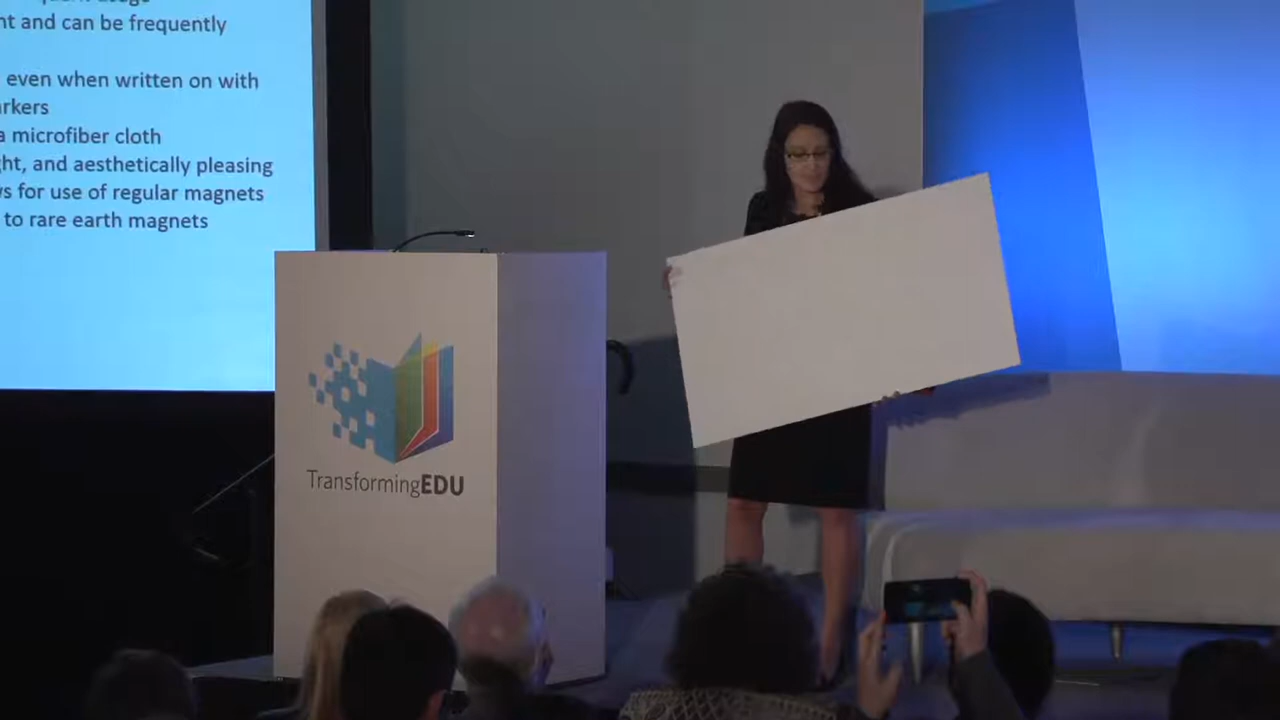 nt and can be frequently
even when written on with
rkers
a microfiber cloth
ht, and aesthetically pleasing
s for use of regular magnets
to rare earth magnets
TransformingEDU